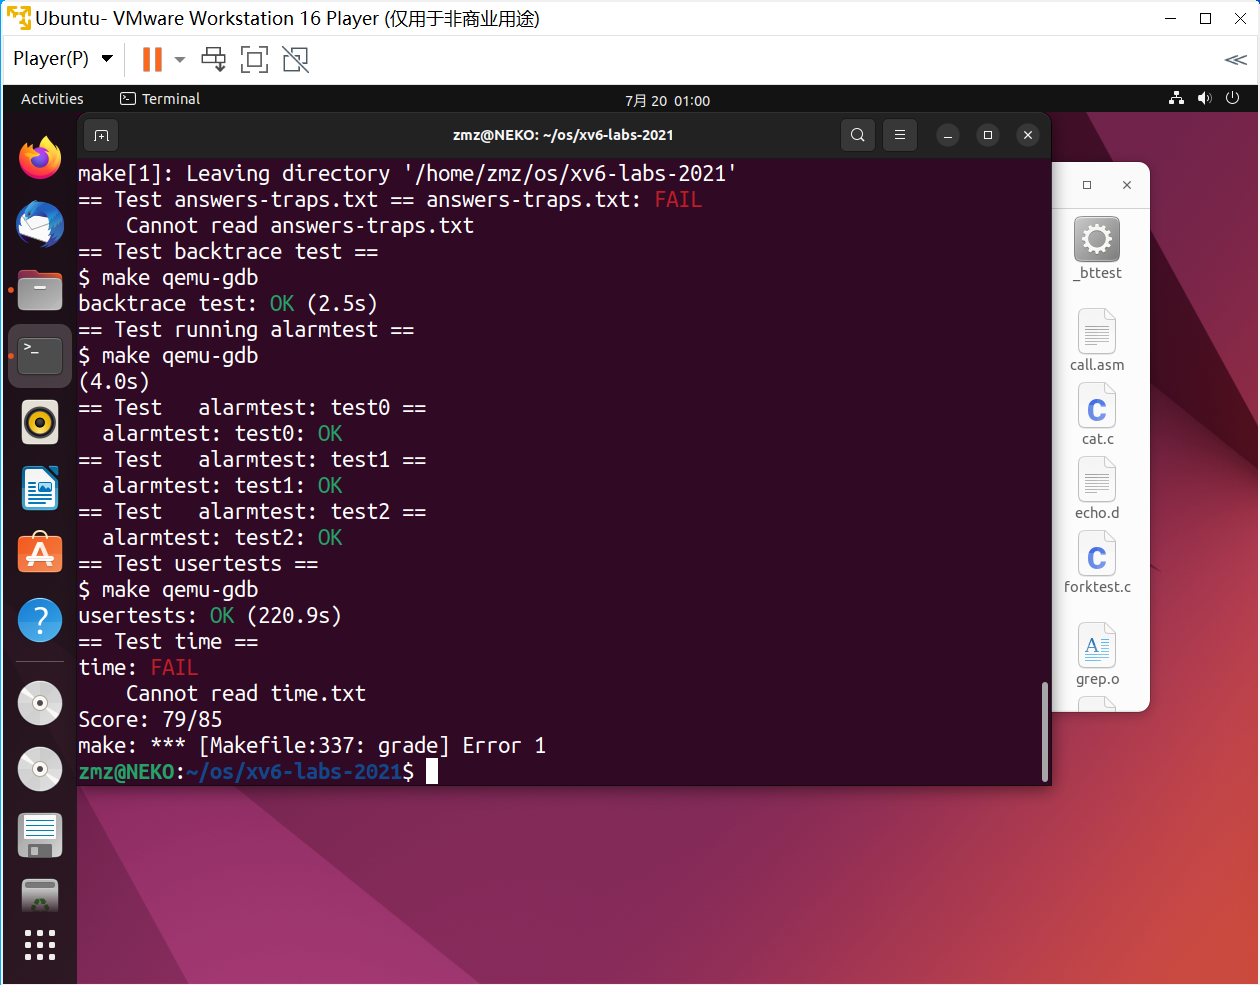 Ubuntu- VMware Workstation 16 Player (仅用于非商业用途)
Player(P)
Activities
Terminal
7月 20 01:00
zmz@NEKO: ~/os/xv6-labs-2021
make[1]: Leaving directory '/home/zmz/os/xv6-labs-2021'
== Test answers-traps.txt == answers-traps.txt: FAIL
    Cannot read answers-traps.txt
== Test backtrace test ==
$ make qemu-gdb
backtrace test: OK (2.5s)
== Test running alarmtest ==
$ make qemu-gdb
(4.0s)
== Test   alarmtest: test0 ==
  alarmtest: test0: OK
== Test   alarmtest: test1 ==
  alarmtest: test1: OK
== Test   alarmtest: test2 ==
  alarmtest: test2: OK
== Test usertests ==
$ make qemu-gdb
usertests: OK (220.9s)
== Test time ==
time: FAIL
    Cannot read time.txt
Score: 79/85
make: *** [Makefile:337: grade] Error 1
zmz@NEKO:~/os/xv6-labs-2021$
_bttest
call.asm
cat.c
echo.d
forktest.c
grep.o